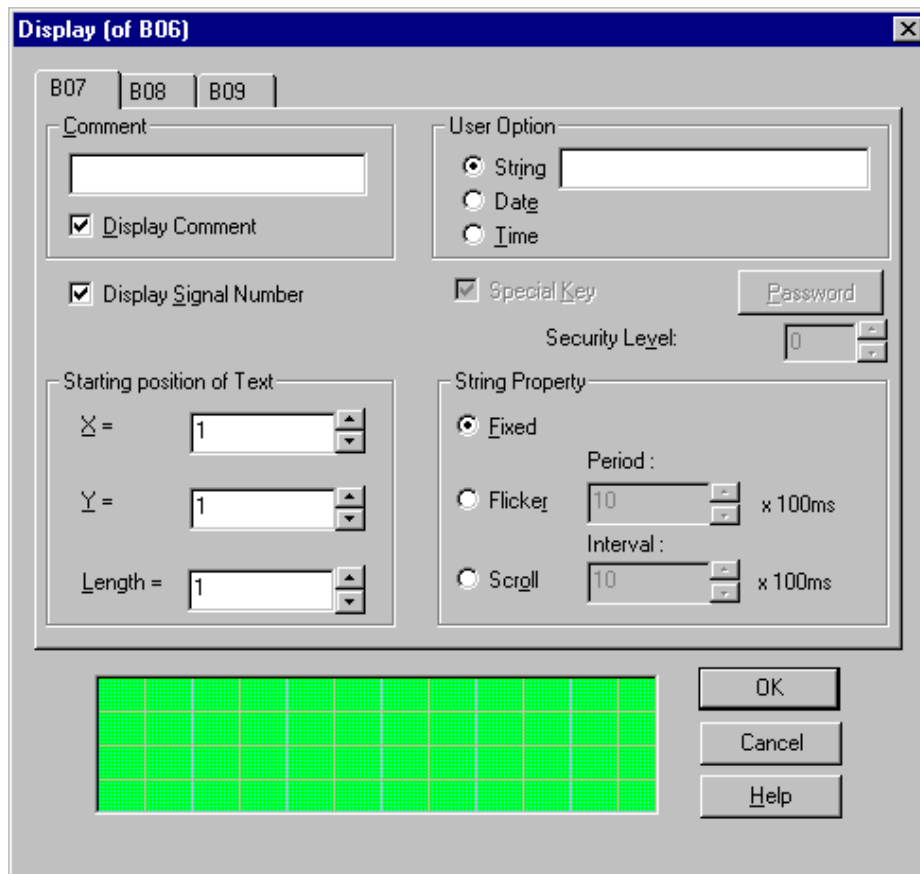 Display (of B06)
B07 B08 B09
Comment
Display Comment
User Option
String
Date
Time
Display Signal Number
Special Key
Password
Security Level:
0
Starting position of Text
X =
1
Y =
1
Length =
1
String Property
Fixed
Period :
Flicker
10
x 100ms
Interval :
Scroll
10
x 100ms
OK
Cancel
Help